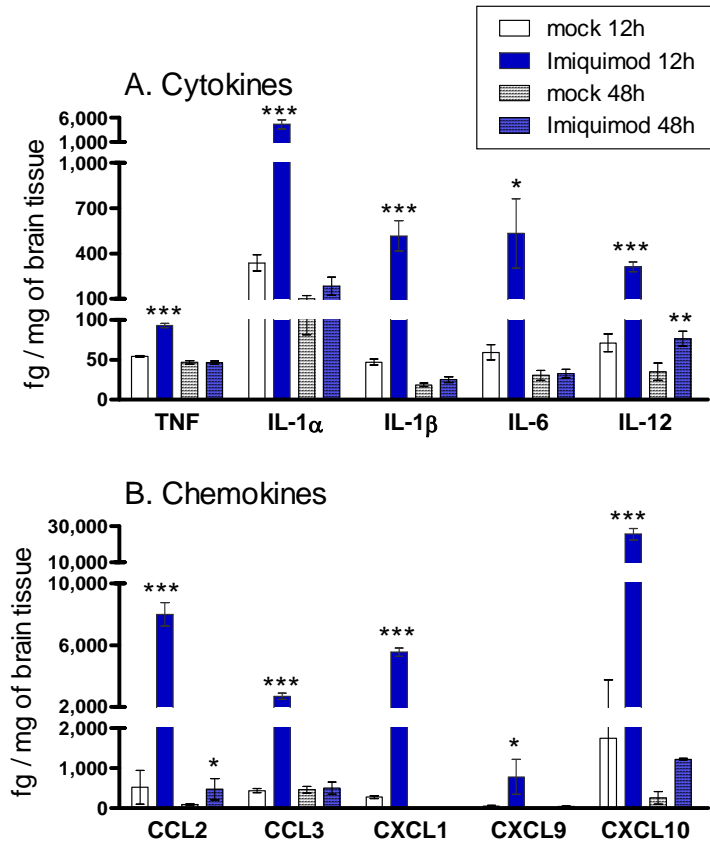 mock 12h
Imiquimod 12h
mock 48h
Imiquimod 48h
A. Cytokines
fg / mg of brain tissue
6,000
1,000
1,000
700
400
100
100
50
0
***
***
***
*
***
**
TNF IL-1α IL-1β IL-6 IL-12
B. Chemokines
fg / mg of brain tissue
30,000
10,000
10,000
6,000
2,000
2,000
1,000
0
***
*
***
***
*
***
CCL2 CCL3 CXCL1 CXCL9 CXCL10